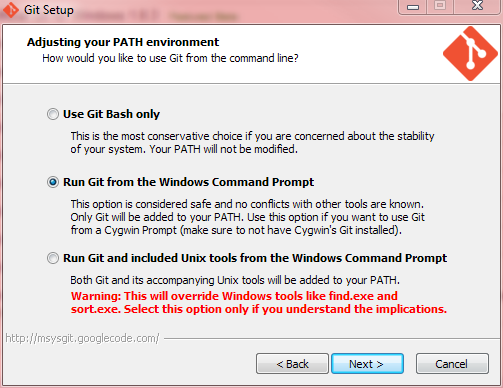 Git Setup
Adjusting your PATH environment
How would you like to use Git from the command line?
Use Git Bash only
This is the most conservative choice if you are concerned about the stability
of your system. Your PATH will not be modified.
Run Git from the Windows Command Prompt
This option is considered safe and no conflicts with other tools are known.
Only Git will be added to your PATH. Use this option if you want to use Git
from a Cygwin Prompt (make sure to not have Cygwin's Git installed).
Run Git and included Unix tools from the Windows Command Prompt
Both Git and its accompanying Unix tools will be added to your PATH.
Warning: This will override Windows tools like find.exe and
sort.exe. Select this option only if you understand the implications.
http://msysgit.googlecode.com/
< Back
Next >
Cancel